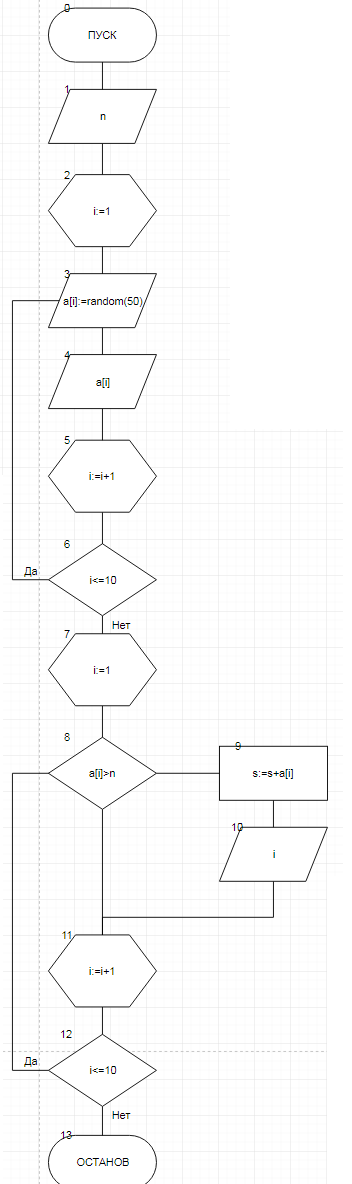 0
ПУСК
1
n
2
i:=1
3
a[i]:=random(50)
4
a[i]
5
i:=i+1
6
i<=10
Да
Нет
7
i:=1
8
a[i]>n
9
s:=s+a[i]
10
i
11
i:=i+1
12
i<=10
Да
Нет
13
ОСТАНОВ